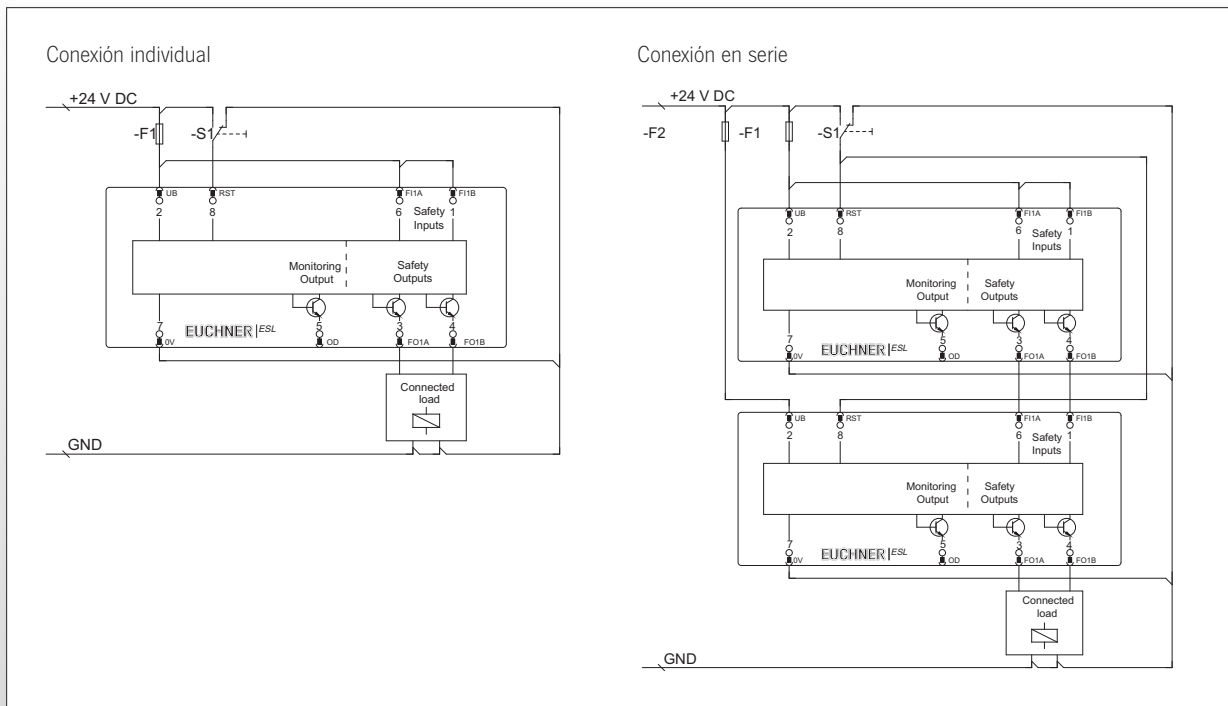 Conexión individual
+24 V DC
-F1
-S1
UB
RST
FI1A
FI1B
2
8
6
1
Safety
Inputs
Monitoring
Output
Safety
Outputs
7
5
3
4
0V
EUCHNER|ESL
OD
FO1A
FO1B
Connected
load
GND
Conexión en serie
+24 V DC
-F2
-F1
-S1
UB
RST
FI1A
FI1B
2
8
6
1
Safety
Inputs
Monitoring
Output
Safety
Outputs
7
5
3
4
0V
EUCHNER|ESL
OD
FO1A
FO1B
UB
RST
FI1A
FI1B
2
8
6
1
Safety
Inputs
Monitoring
Output
Safety
Outputs
7
5
3
4
0V
EUCHNER|ESL
OD
FO1A
FO1B
Connected
load
GND